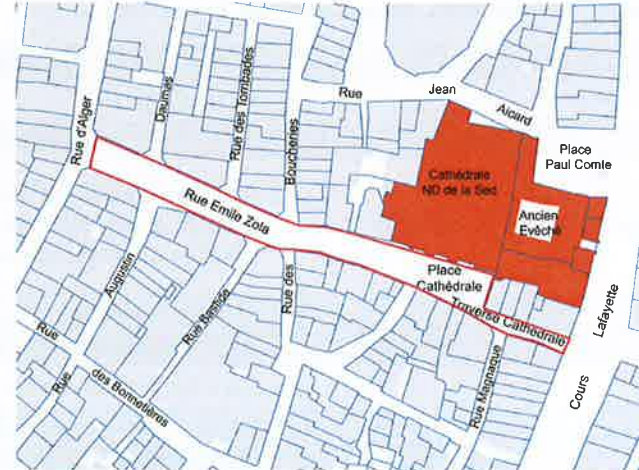 Rue
Jean
Aicard
Place
Paul Comte
Rue d'Alger
Daumas
Rue des Tombades
Boucheries
Cathédrale
ND de la Sed
Ancien
Evêché
Rue Emile Zola
Place
Cathédrale
Traverse Cathédrale
Lafayette
Cours
Augustin
Rue
Rue Bastide
Rue des
Rue Magnaque
Rue
des Bonnetières